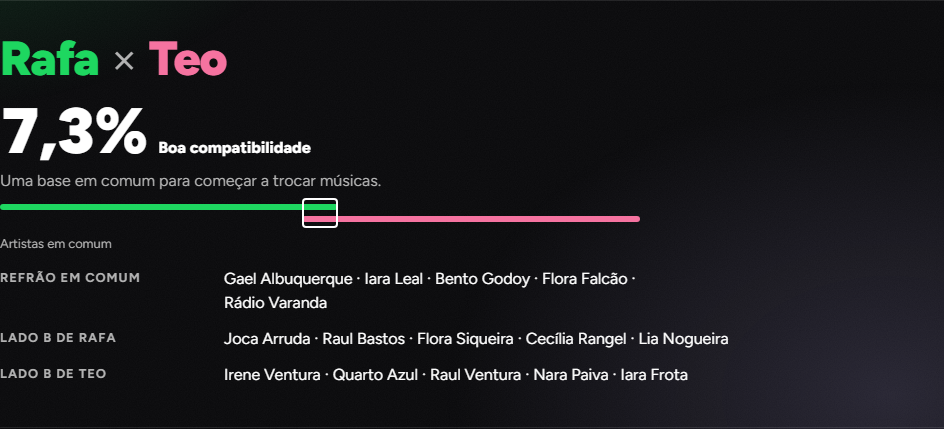 Rafa × Teo
7,3% Boa compatibilidade
Uma base em comum para começar a trocar músicas.
Artistas em comum
REFRÃO EM COMUM
Gael Albuquerque · Iara Leal · Bento Godoy · Flora Falcão ·
Rádio Varanda
LADO B DE RAFA
Joca Arruda · Raul Bastos · Flora Siqueira · Cecília Rangel · Lia Nogueira
LADO B DE TEO
Irene Ventura · Quarto Azul · Raul Ventura · Nara Paiva · Iara Frota